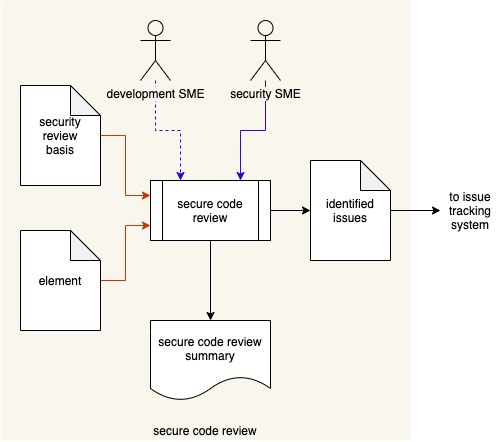 development SME
security SME
security
review
basis
secure code
review
identified
issues
to issue
tracking
system
element
secure code review
summary
secure code review